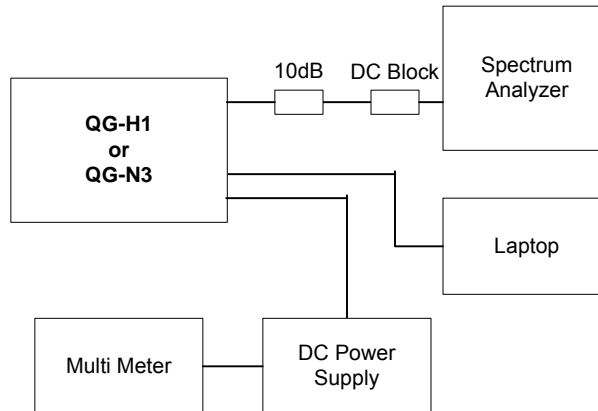 10dB
DC Block
Spectrum
Analyzer
QG-H1
or
QG-N3
Laptop
Multi Meter
DC Power
Supply